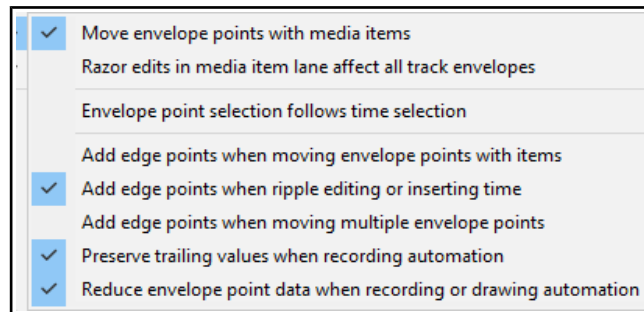 Move envelope points with media items
Razor edits in media item lane affect all track envelopes
Envelope point selection follows time selection
Add edge points when moving envelope points with items
Add edge points when ripple editing or inserting time
Add edge points when moving multiple envelope points
Preserve trailing values when recording automation
Reduce envelope point data when recording or drawing automation